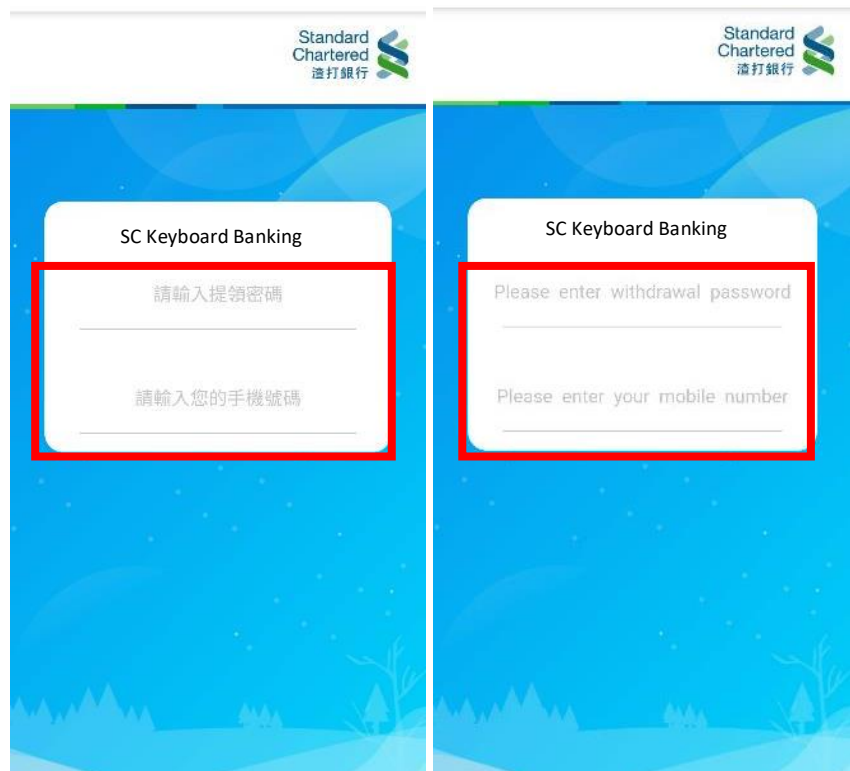 Standard
Chartered
渣打銀行
SC Keyboard Banking
請輸入提領密碼
請輸入您的手機號碼
Standard
Chartered
渣打銀行
SC Keyboard Banking
Please enter withdrawal password
Please enter your mobile number